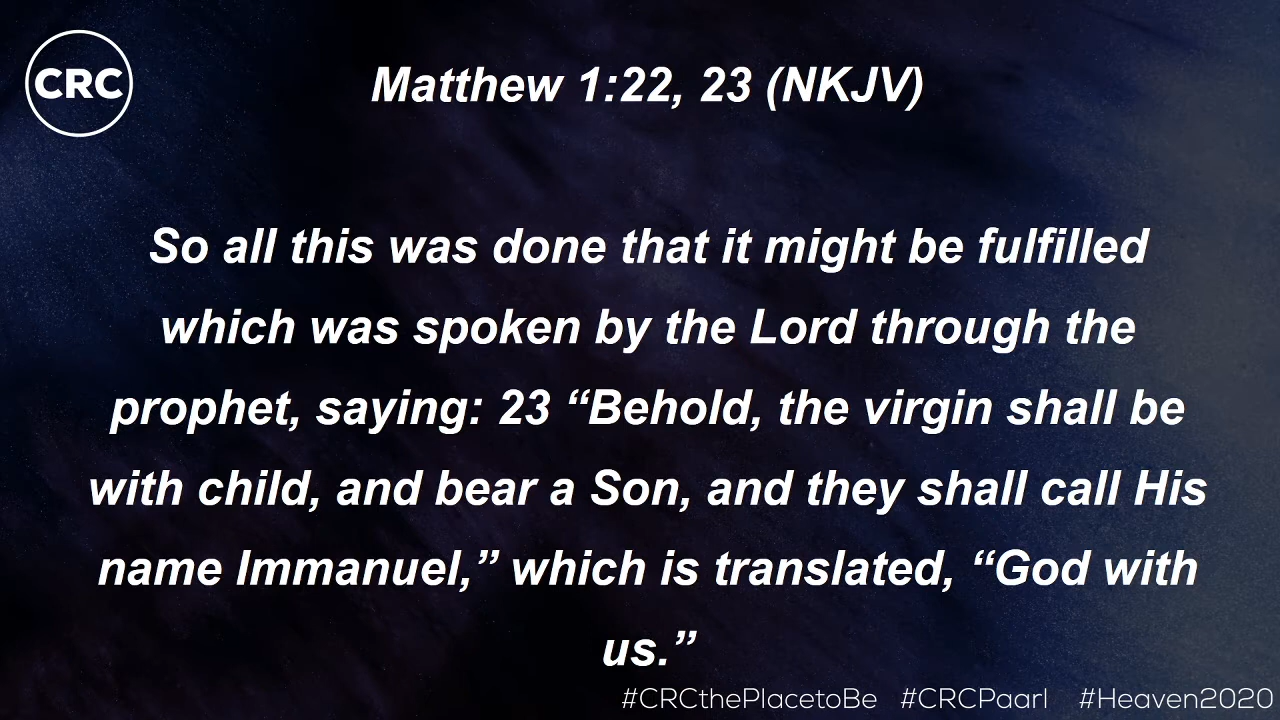 CRC
Matthew 1:22, 23 (NKJV)
So all this was done that it might be fulfilled
which was spoken by the Lord through the
prophet, saying: 23 “Behold, the virgin shall be
with child, and bear a Son, and they shall call His
name Immanuel,” which is translated, “God with
us.”
#CRCthePlacetoBe #CRCPaarl #Heaven2020